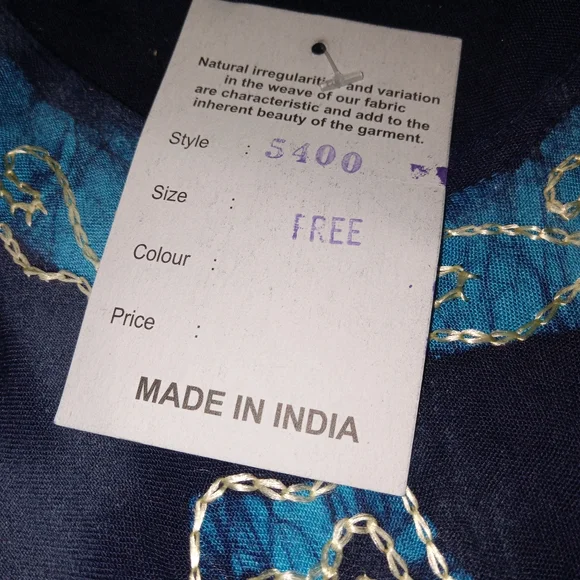 Natural irregularities and variation
in the weave of our fabric
are characteristic and add to the
inherent beauty of the garment.
Style : 5400
Size :
FREE
Colour :
Price :
MADE IN INDIA